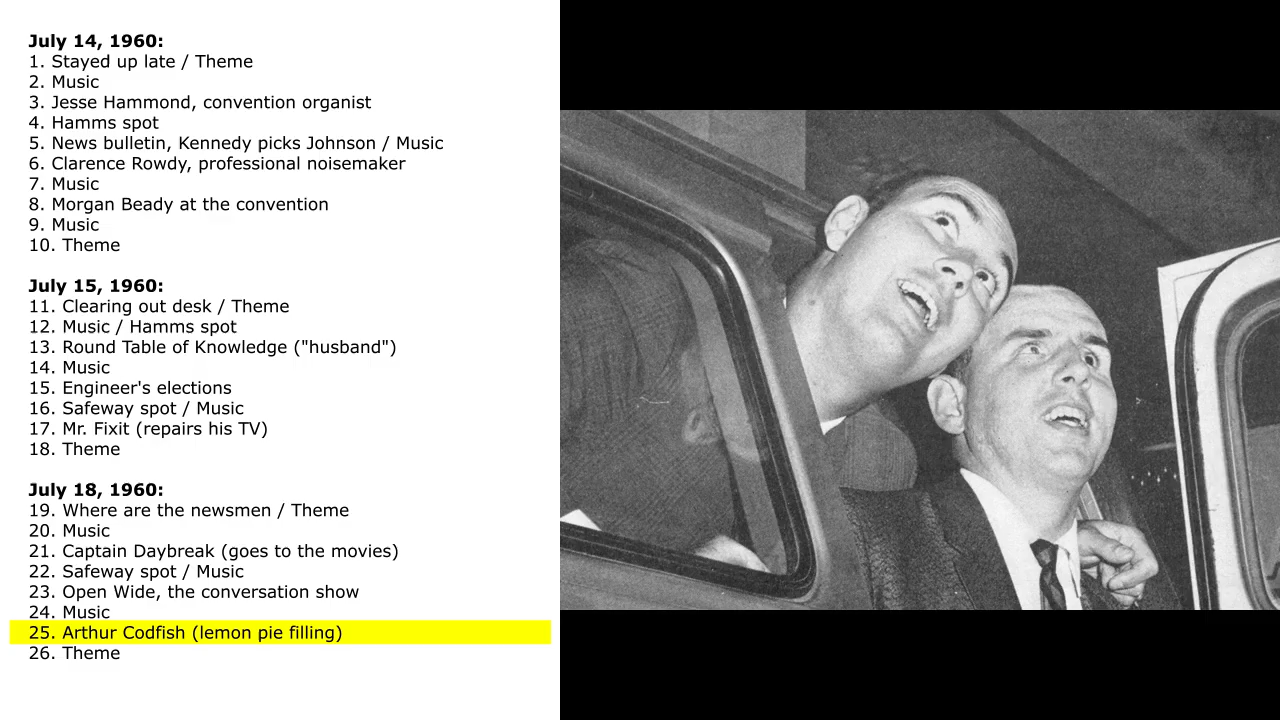 July 14, 1960:
1. Stayed up late / Theme
2. Music
3. Jesse Hammond, convention organist
4. Hamms spot
5. News bulletin, Kennedy picks Johnson / Music
6. Clarence Rowdy, professional noisemaker
7. Music
8. Morgan Beady at the convention
9. Music
10. Theme
July 15, 1960:
11. Clearing out desk / Theme
12. Music / Hamms spot
13. Round Table of Knowledge ("husband")
14. Music
15. Engineer's elections
16. Safeway spot / Music
17. Mr. Fixit (repairs his TV)
18. Theme
July 18, 1960:
19. Where are the newsmen / Theme
20. Music
21. Captain Daybreak (goes to the movies)
22. Safeway spot / Music
23. Open Wide, the conversation show
24. Music
25. Arthur Codfish (lemon pie filling)
26. Theme